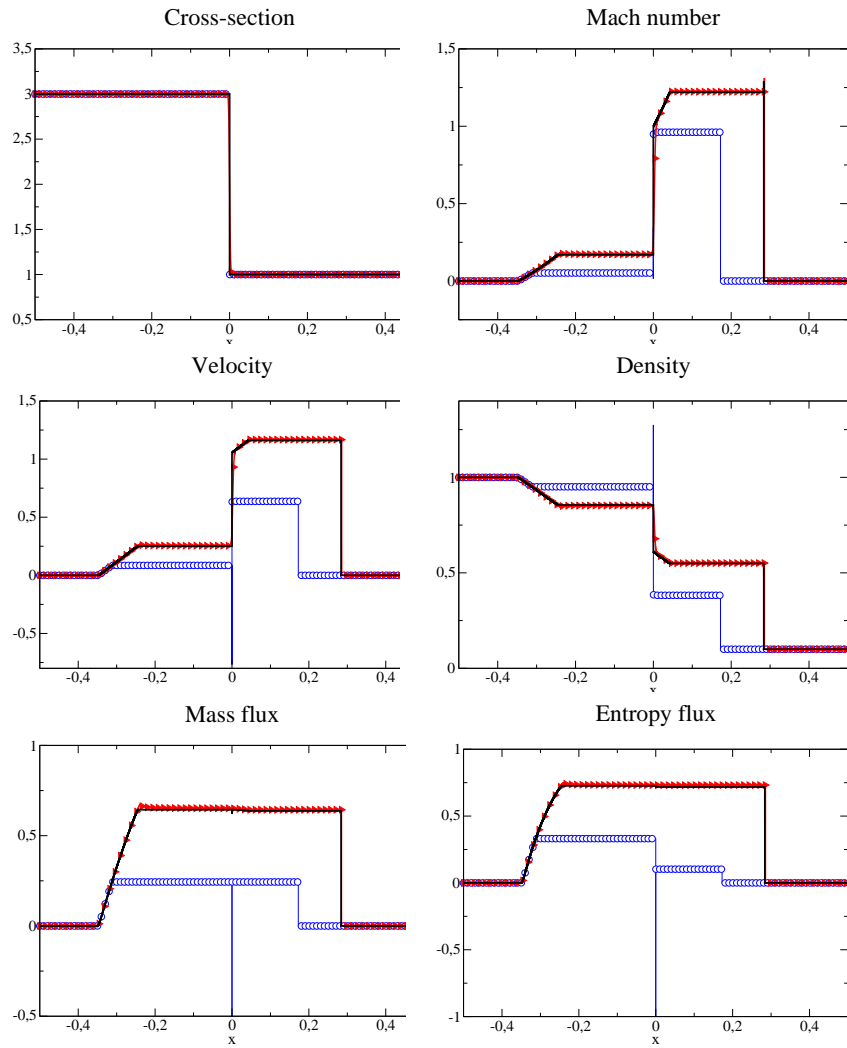 Cross-section Mach number
3,5
3
2,5
2
1,5
1
0,5
-0,4 -0,2 0 0,2 0,4
x
1,5
1
0,5
0
-0,4 -0,2 0 0,2 0,4
x
Velocity Density
1,5
1
0,5
0
-0,5
-0,4 -0,2 0 0,2 0,4
x
1
0,5
0
-0,4 -0,2 0 0,2 0,4
x
Mass flux Entropy flux
1
0,5
0
-0,5
-0,4 -0,2 0 0,2 0,4
x
1
0,5
0
-0,5
-1
-0,4 -0,2 0 0,2 0,4
x